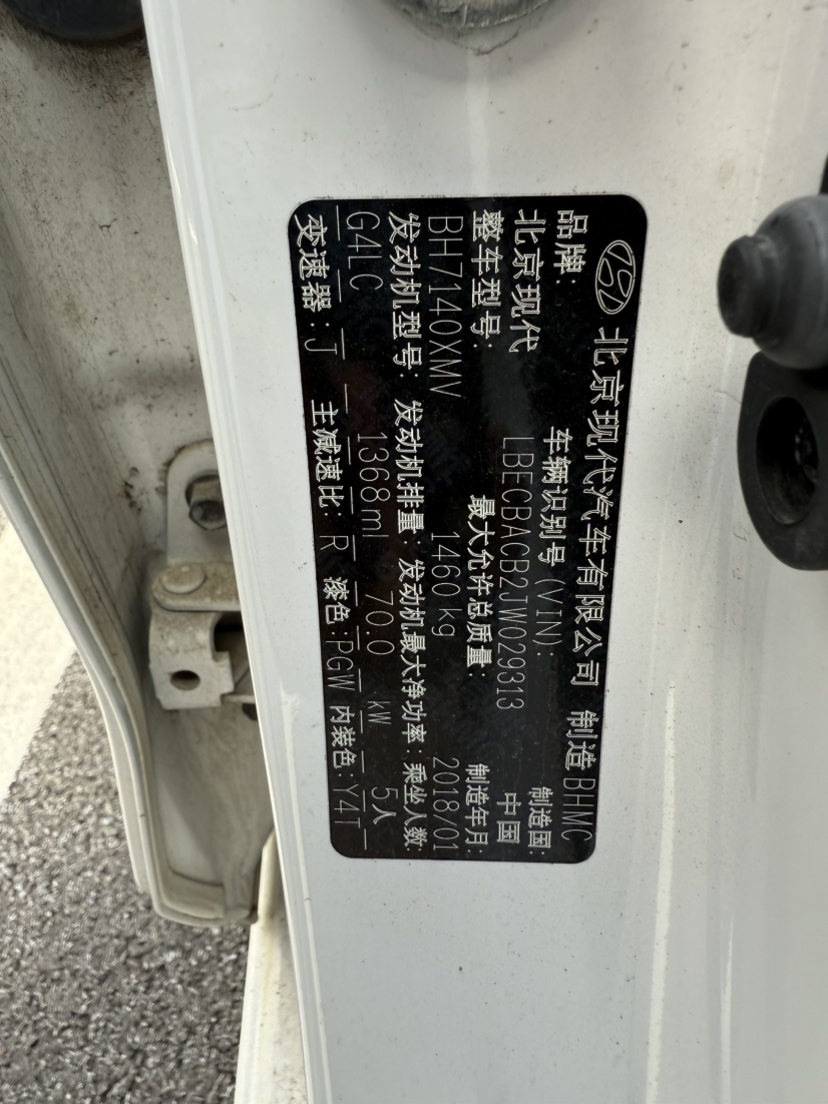 北京现代汽车有限公司 制造 BHMC
品牌: 车辆识别号(VIN): 制造国:
北京现代 LBECBACB2JW029313 中国
整车型号: 最大允许总质量: 制造年月:
BH7140XMV 1460kg 2018/01
发动机型号: 发动机排量: 发动机最大净功率: 乘坐人数:
G4LC 1368ml 70.0 kW 5人
变速器: J 主减速比: R 漆色:PGW 内装色:Y4T